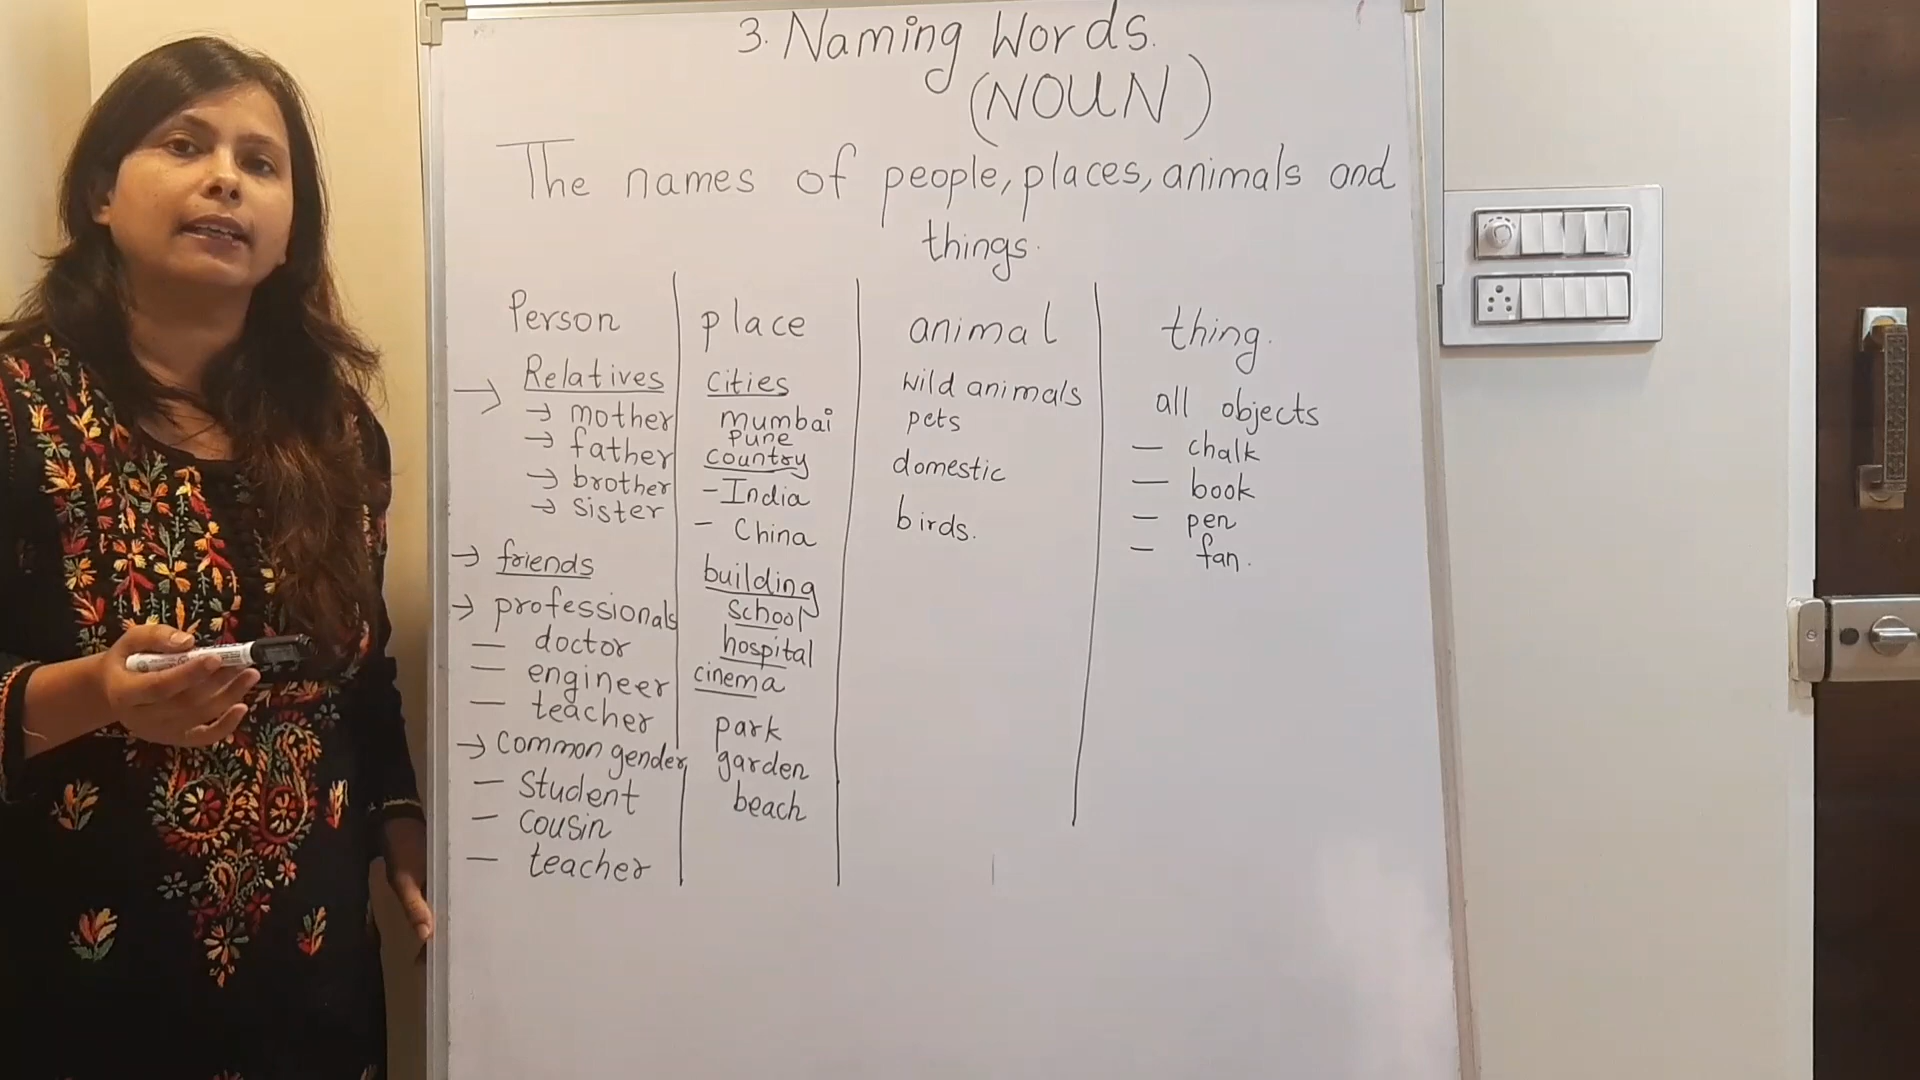 3. Naming Words.
(NOUN)
The names of people, places, animals and
things.
Person
Relatives
→ mother
→ father
→ brother
→ sister
→ friends
→ professionals
— doctor
— engineer
— teacher
→ Common gender
— Student
— cousin
— teacher
place
Cities
mumbai
Pune
Country
- India
- China
building
school
hospital
cinema
park
garden
beach
animal
wild animals
pets
domestic
birds.
thing.
all objects
— chalk
— book
— pen
— fan.